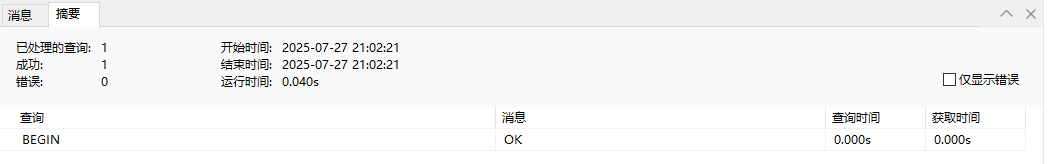 消息 摘要
已处理的查询: 1 开始时间: 2025-07-27 21:02:21
成功: 1 结束时间: 2025-07-27 21:02:21
错误: 0 运行时间: 0.040s
仅显示错误
查询 消息 查询时间 获取时间
BEGIN OK 0.000s 0.000s